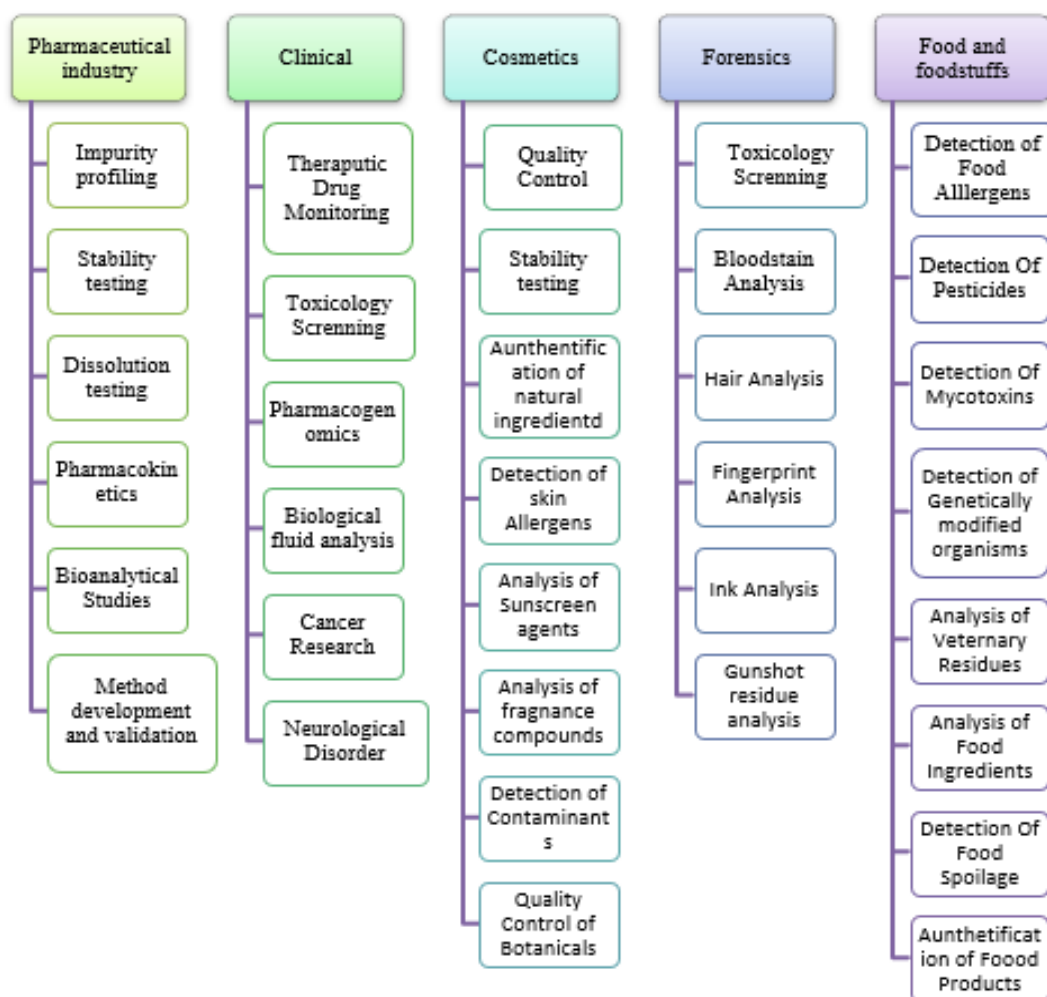 Pharmaceutical
industry
Impurity
profiling
Stability
testing
Dissolution
testing
Pharmacokin
etics
Bioanalytical
Studies
Method
development
and validation
Clinical
Theraputic
Drug
Monitoring
Toxicology
Screnning
Pharmacogen
omics
Biological
fluid analysis
Cancer
Research
Neurological
Disorder
Cosmetics
Quality
Control
Stability
testing
Aunthentific
ation of
natural
ingredientd
Detection of
skin
Allergens
Analysis of
Sunscreen
agents
Analysis of
fragnance
compounds
Detection of
Contaminant
s
Quality
Control of
Botanicals
Forensics
Toxicology
Screnning
Bloodstain
Analysis
Hair Analysis
Fingerprint
Analysis
Ink Analysis
Gunshot
residue
analysis
Food and
foodstuffs
Detection of
Food
Alllergens
Detection Of
Pesticides
Detection Of
Mycotoxins
Detection of
Genetically
modified
organisms
Analysis of
Veternary
Residues
Analysis of
Food
Ingredients
Detection Of
Food
Spoilage
Aunthetificat
ion of Foood
Products